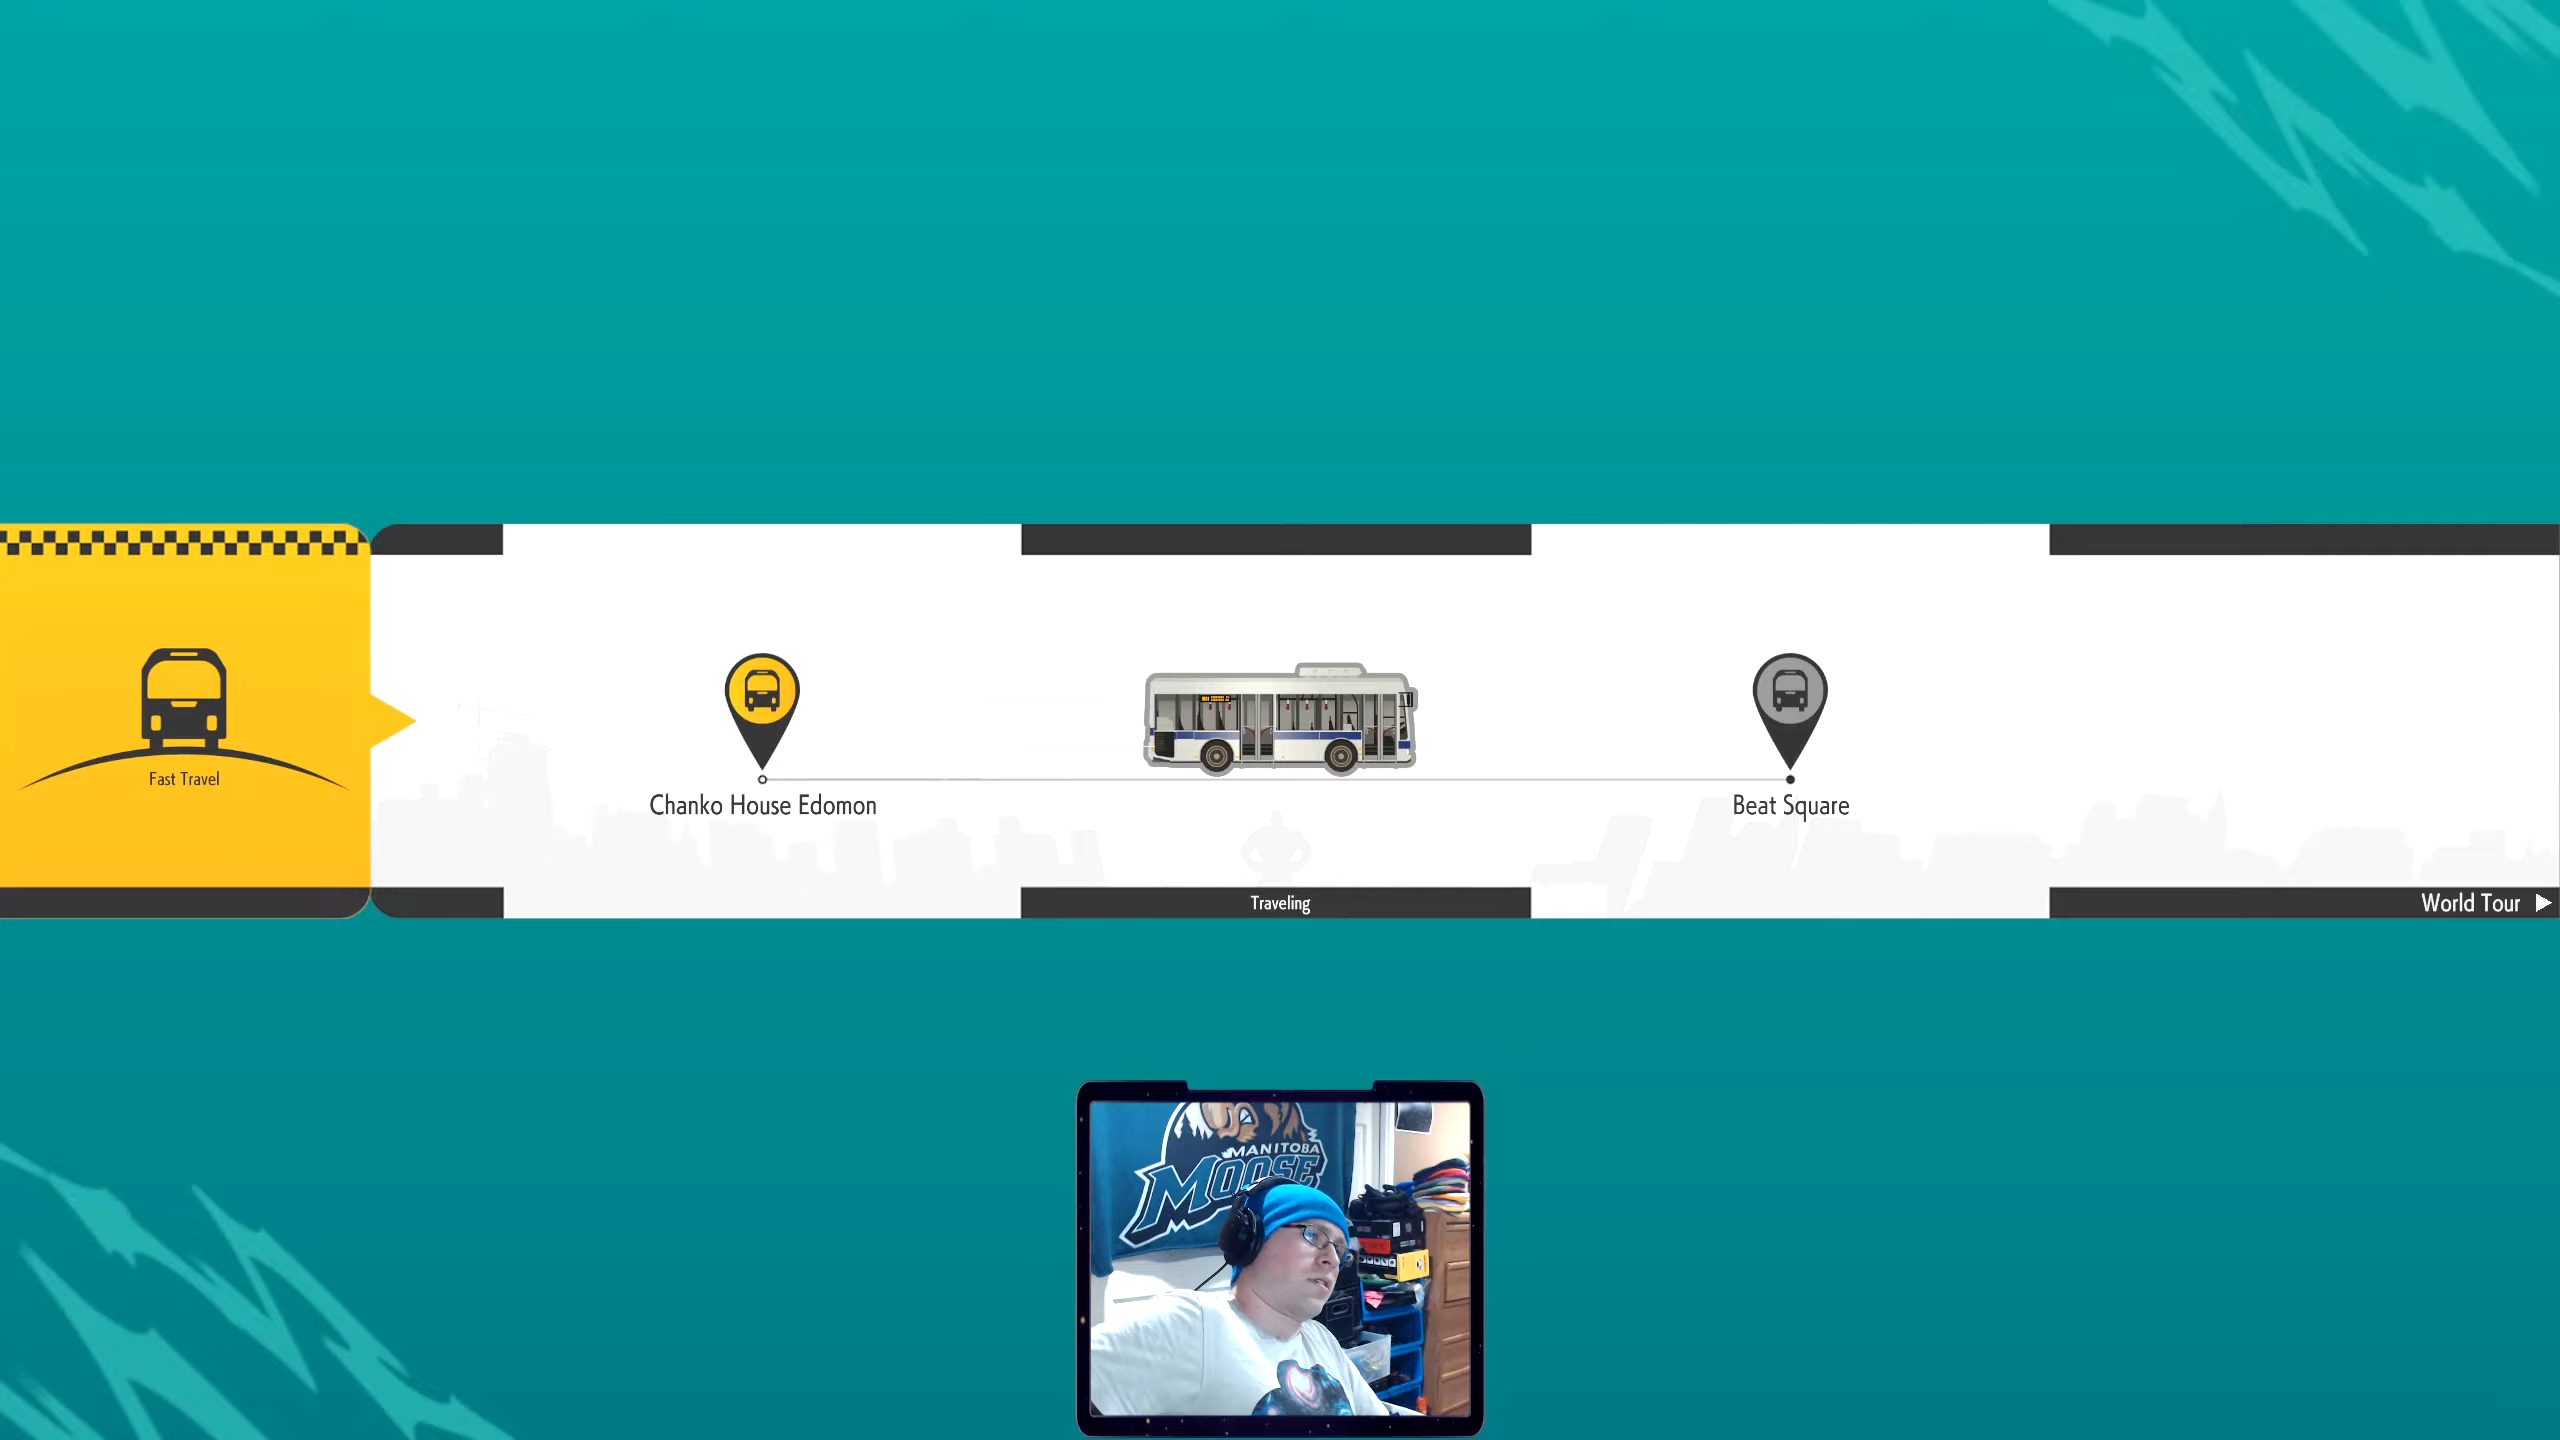 Fast Travel
Chanko House Edomon
Beat Square
Traveling
World Tour
MANITOBA
MOOSE